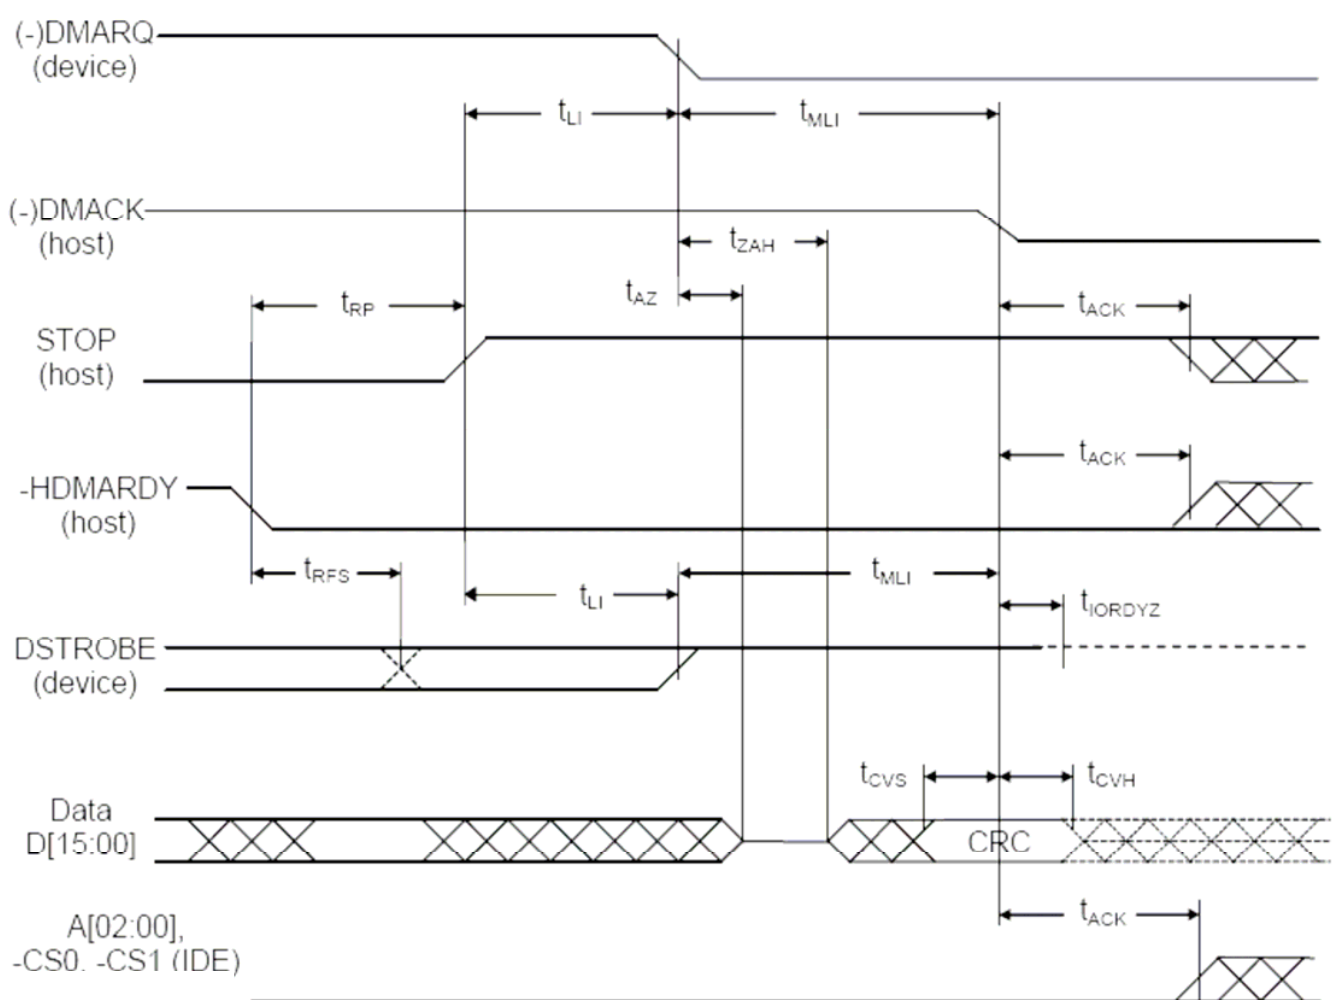 (-)DMARQ
(device)
tLI
tMLI
(-)DMACK
(host)
tZAH
tAZ
tRP
tACK
STOP
(host)
tACK
-HDMARDY
(host)
tRFS
tLI
tMLI
tIORDYZ
DSTROBE
(device)
tCVS
tCVH
Data
D[15:00]
CRC
tACK
A[02:00],
-CS0, -CS1 (IDE)